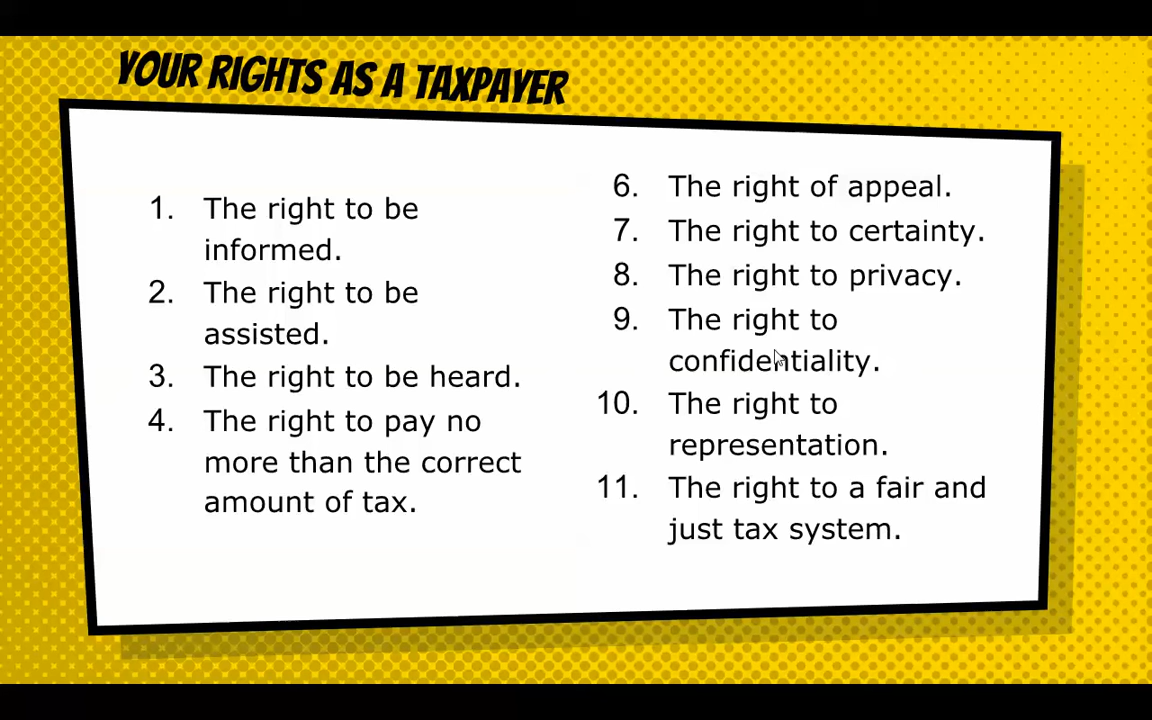 YOUR RIGHTS AS A TAXPAYER
1. The right to be
informed.
2. The right to be
assisted.
3. The right to be heard.
4. The right to pay no
more than the correct
amount of tax.
6. The right of appeal.
7. The right to certainty.
8. The right to privacy.
9. The right to
confidentiality.
10. The right to
representation.
11. The right to a fair and
just tax system.